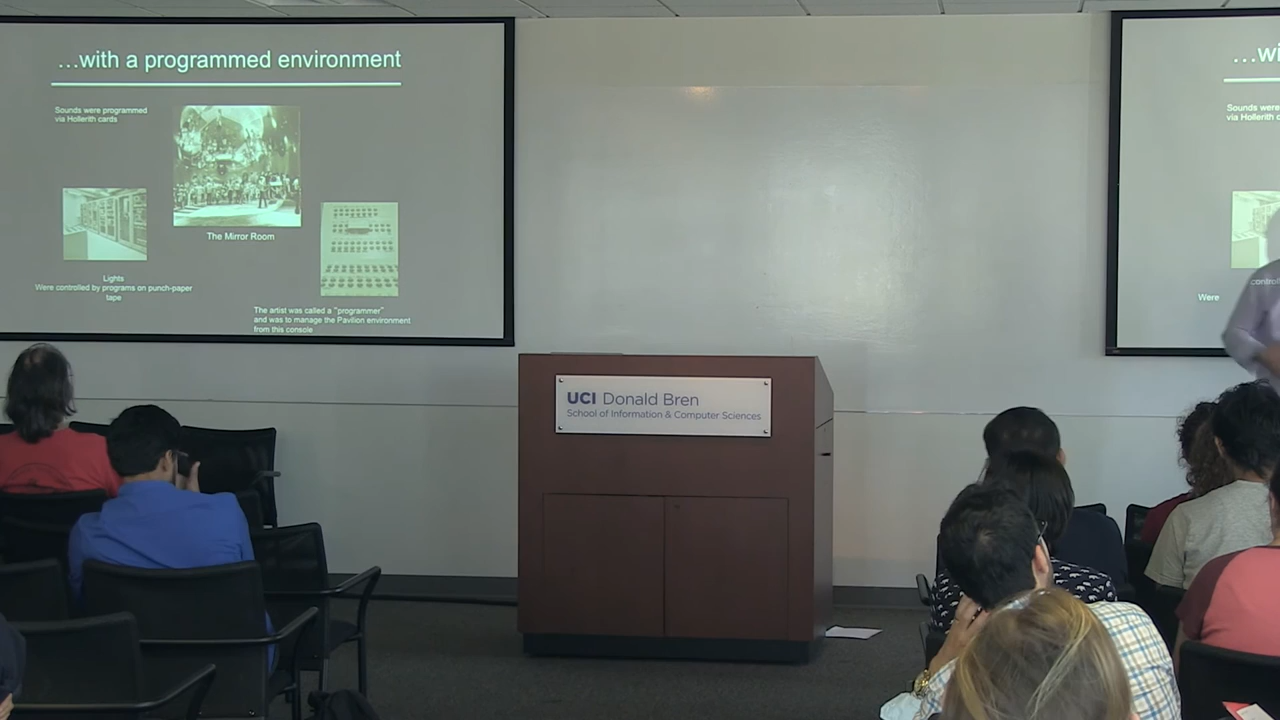 …with a programmed environment
Sounds were programmed
via Hollerith cards
The Mirror Room
Lights
Were controlled by programs on punch-paper
tape
The artist was called a "programmer"
and was to manage the Pavilion environment
from this console
UCI Donald Bren
School of Information & Computer Sciences
…wi
Sounds were
via Hollerith c
Were